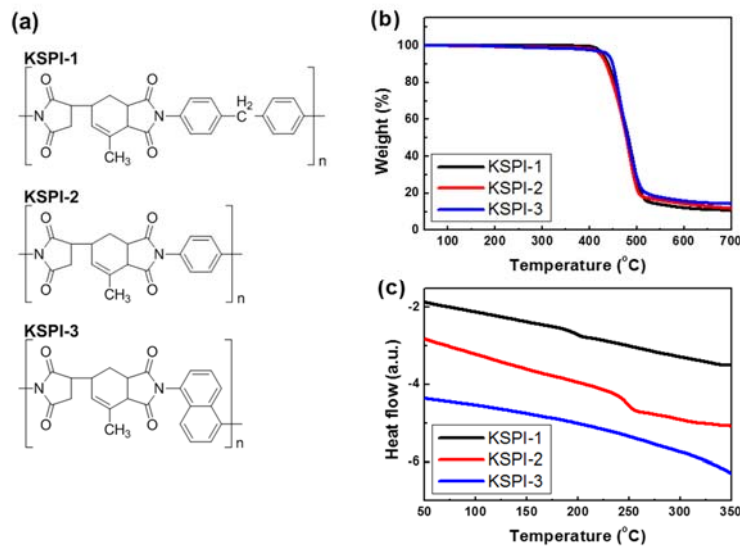 (a)
KSPI-1
O
O
N
N
O
O
CH3
H2
C
n
KSPI-2
O
O
N
N
O
O
CH3
n
KSPI-3
O
O
N
N
O
O
CH3
n
(b)
Weight (%)
100
80
60
40
20
0
KSPI-1
KSPI-2
KSPI-3
100 200 300 400 500 600 700
Temperature (°C)
(c)
Heat flow (a.u.)
-2
-4
-6
KSPI-1
KSPI-2
KSPI-3
50 100 150 200 250 300 350
Temperature (°C)